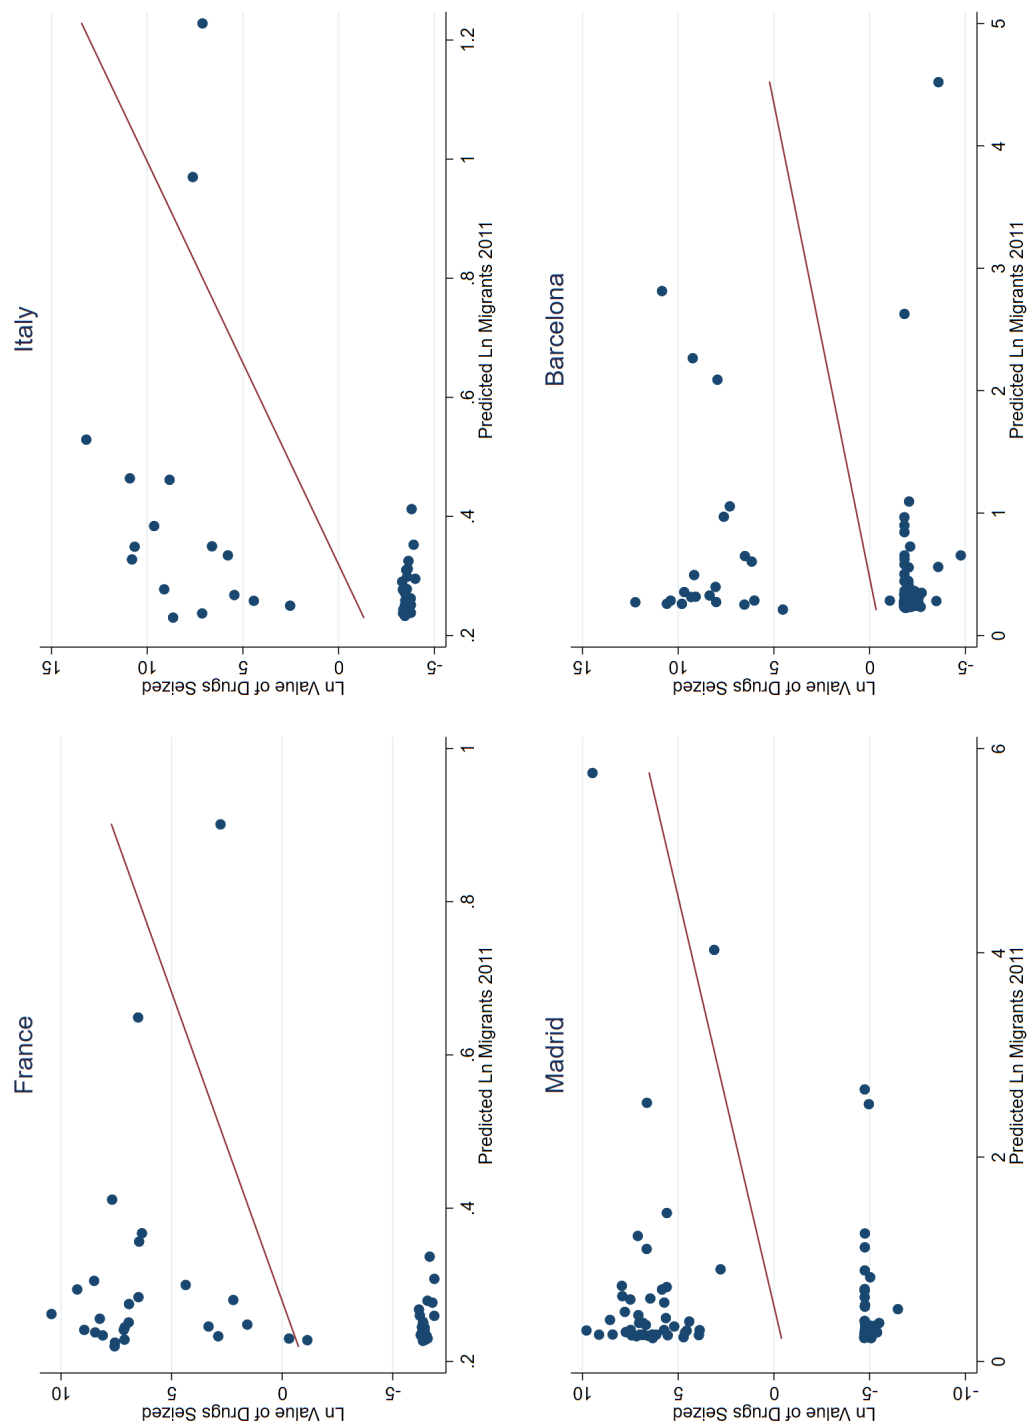 France
Ln Value of Drugs Seized
10
5
0
-5
.2 .4 .6 .8 1
Predicted Ln Migrants 2011
Italy
Ln Value of Drugs Seized
15
10
5
0
-5
.2 .4 .6 .8 1 1.2
Predicted Ln Migrants 2011
Madrid
Ln Value of Drugs Seized
10
5
0
-5
-10
0 2 4 6
Predicted Ln Migrants 2011
Barcelona
Ln Value of Drugs Seized
15
10
5
0
-5
0 1 2 3 4 5
Predicted Ln Migrants 2011